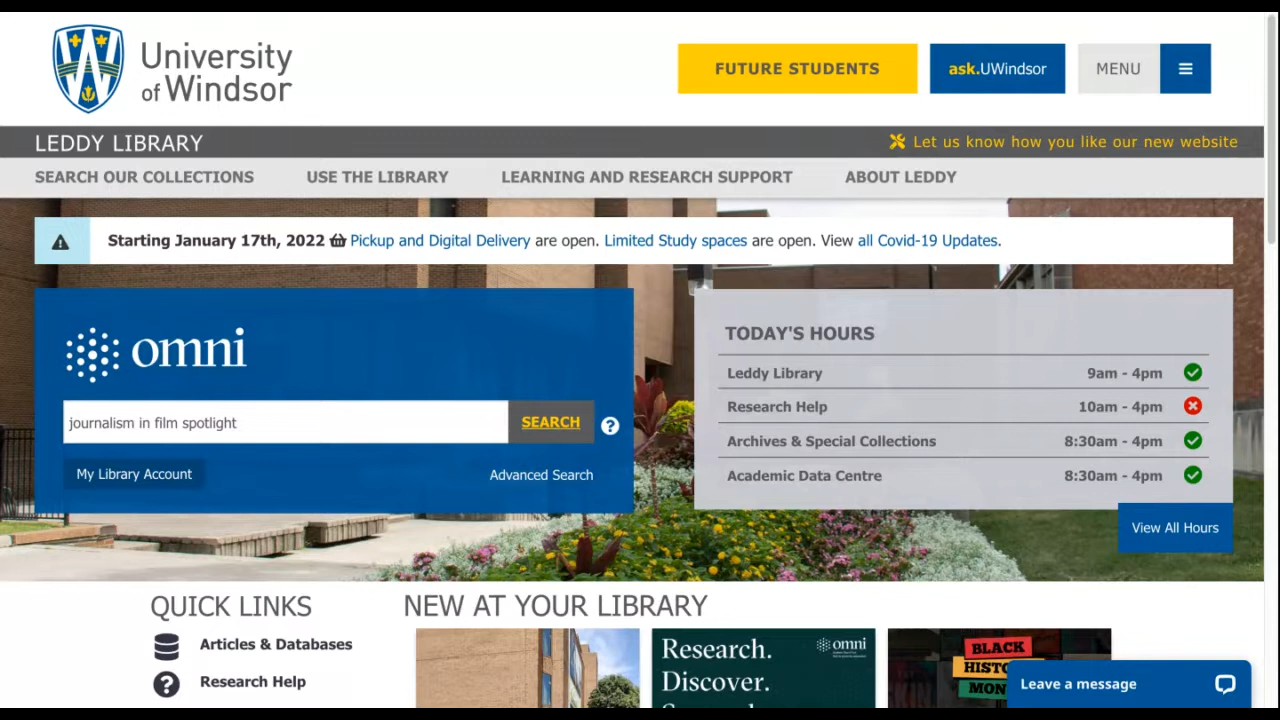 University
of Windsor
FUTURE STUDENTS
ask.UWindsor
MENU
LEDDY LIBRARY
Let us know how you like our new website
SEARCH OUR COLLECTIONS
USE THE LIBRARY
LEARNING AND RESEARCH SUPPORT
ABOUT LEDDY
Starting January 17th, 2022 Pickup and Digital Delivery are open. Limited Study spaces are open. View all Covid-19 Updates.
omni
journalism in film spotlight
SEARCH
My Library Account
Advanced Search
TODAY'S HOURS
Leddy Library 9am - 4pm
Research Help 10am - 4pm
Archives & Special Collections 8:30am - 4pm
Academic Data Centre 8:30am - 4pm
View All Hours
QUICK LINKS
Articles & Databases
Research Help
NEW AT YOUR LIBRARY
Research.
Discover.
omni
BLACK
Leave a message